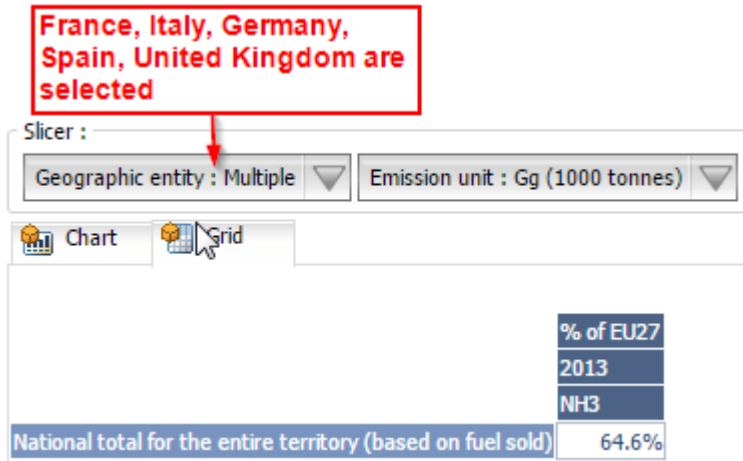 France, Italy, Germany,
Spain, United Kingdom are
selected
Slicer :
Geographic entity : Multiple
Emission unit : Gg (1000 tonnes)
Chart
Grid
% of EU27
2013
NH3
National total for the entire territory (based on fuel sold)
64.6%